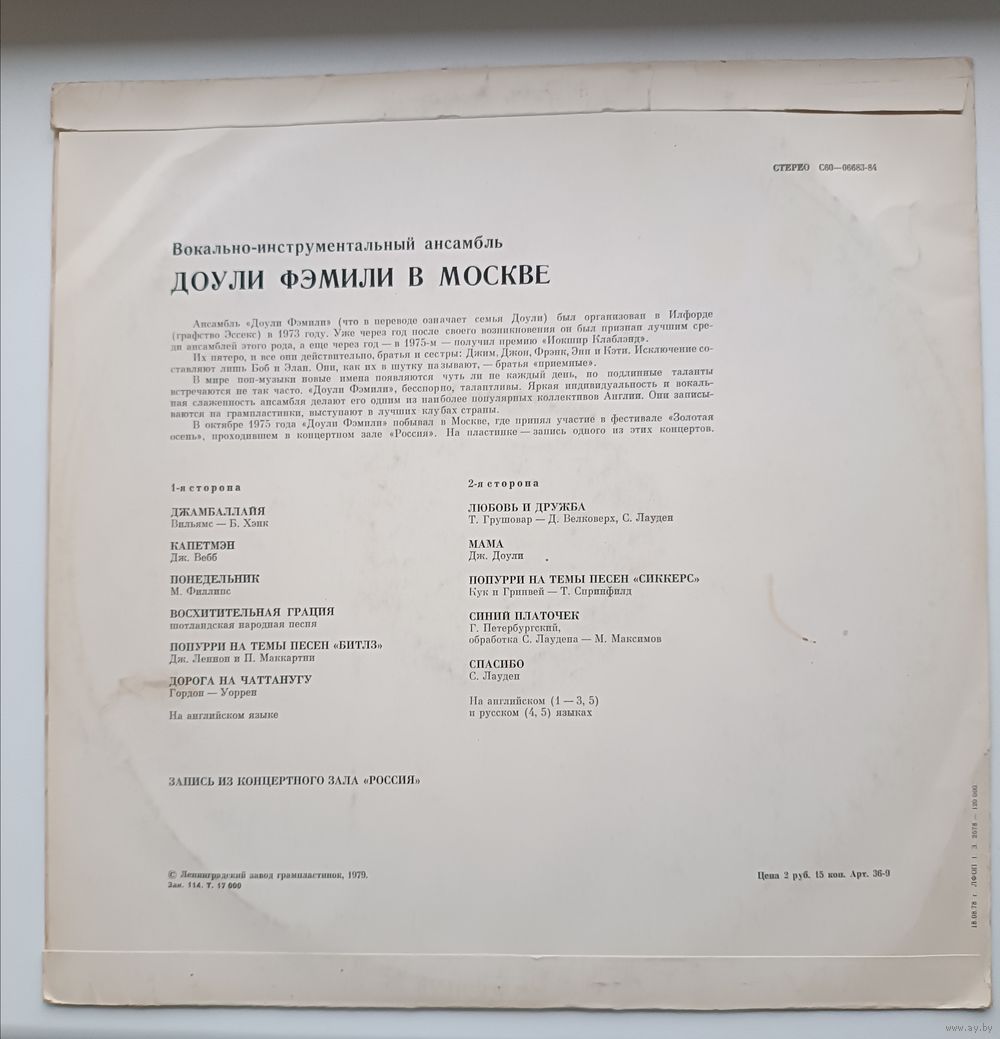 СТЕРЕО С60—06683-84
Вокально-инструментальный ансамбль
ДОУЛИ ФЭМИЛИ В МОСКВЕ
Ансамбль «Доули Фэмили» (что в переводе означает семья Доули) был организован в Илфорде
(графство Эссекс) в 1973 году. Уже через год после своего возникновения он был признан лучшим сре-
ди ансамблей этого рода, а еще через год — в 1975-м — получил премию «Иокшир Клаблэнд».
Их пятеро, и все они действительно, братья и сестры: Джим, Джон, Фрэнк, Энн и Кэти. Исключение со-
ставляют лишь Боб и Элан. Они, как их в шутку называют, — братья «приемные».
В мире поп-музыки новые имена появляются чуть ли не каждый день, но подлинные таланты
встречаются не так часто. «Доули Фэмили», бесспорно, талантливы. Яркая индивидуальность и вокаль-
ная слаженность ансамбля делают его одним из наиболее популярных коллективов Англии. Они записы-
ваются на грампластинки, выступают в лучших клубах страны.
В октябре 1975 года «Доули Фэмили» побывал в Москве, где принял участие в фестивале «Золотая
осень», проходившем в концертном зале «Россия». На пластинке — запись одного из этих концертов.
1-я сторона
ДЖАМБАЛЛАЙЯ
Вильямс — Б. Хэнк
КАПЕТМЭН
Дж. Вебб
ПОНЕДЕЛЬНИК
М. Филлипс
ВОСХИТИТЕЛЬНАЯ ГРАЦИЯ
шотландская народная песня
ПОПУРРИ НА ТЕМЫ ПЕСЕН «БИТЛЗ»
Дж. Леннон и П. Маккартни
ДОРОГА НА ЧАТТАНУГУ
Гордон — Уоррен
На английском языке
2-я сторона
ЛЮБОВЬ И ДРУЖБА
Т. Грушовар — Д. Велковерх, С. Лауден
МАМА
Дж. Доули
ПОПУРРИ НА ТЕМЫ ПЕСЕН «СИККЕРС»
Кук и Гринвей — Т. Спринфилд
СИНИЙ ПЛАТОЧЕК
Г. Петербургский,
обработка С. Лаудена — М. Максимов
СПАСИБО
С. Лауден
На английском (1 — 3, 5)
и русском (4, 5) языках
ЗАПИСЬ ИЗ КОНЦЕРТНОГО ЗАЛА «РОССИЯ»
© Ленинградский завод грампластинок, 1979.
Зак. 114. Т. 17 000
Цена 2 руб. 15 коп. Арт. 36-9
18.08.78 г. ЛФОП 1. З. 2078 — 120 000
www.ay.by